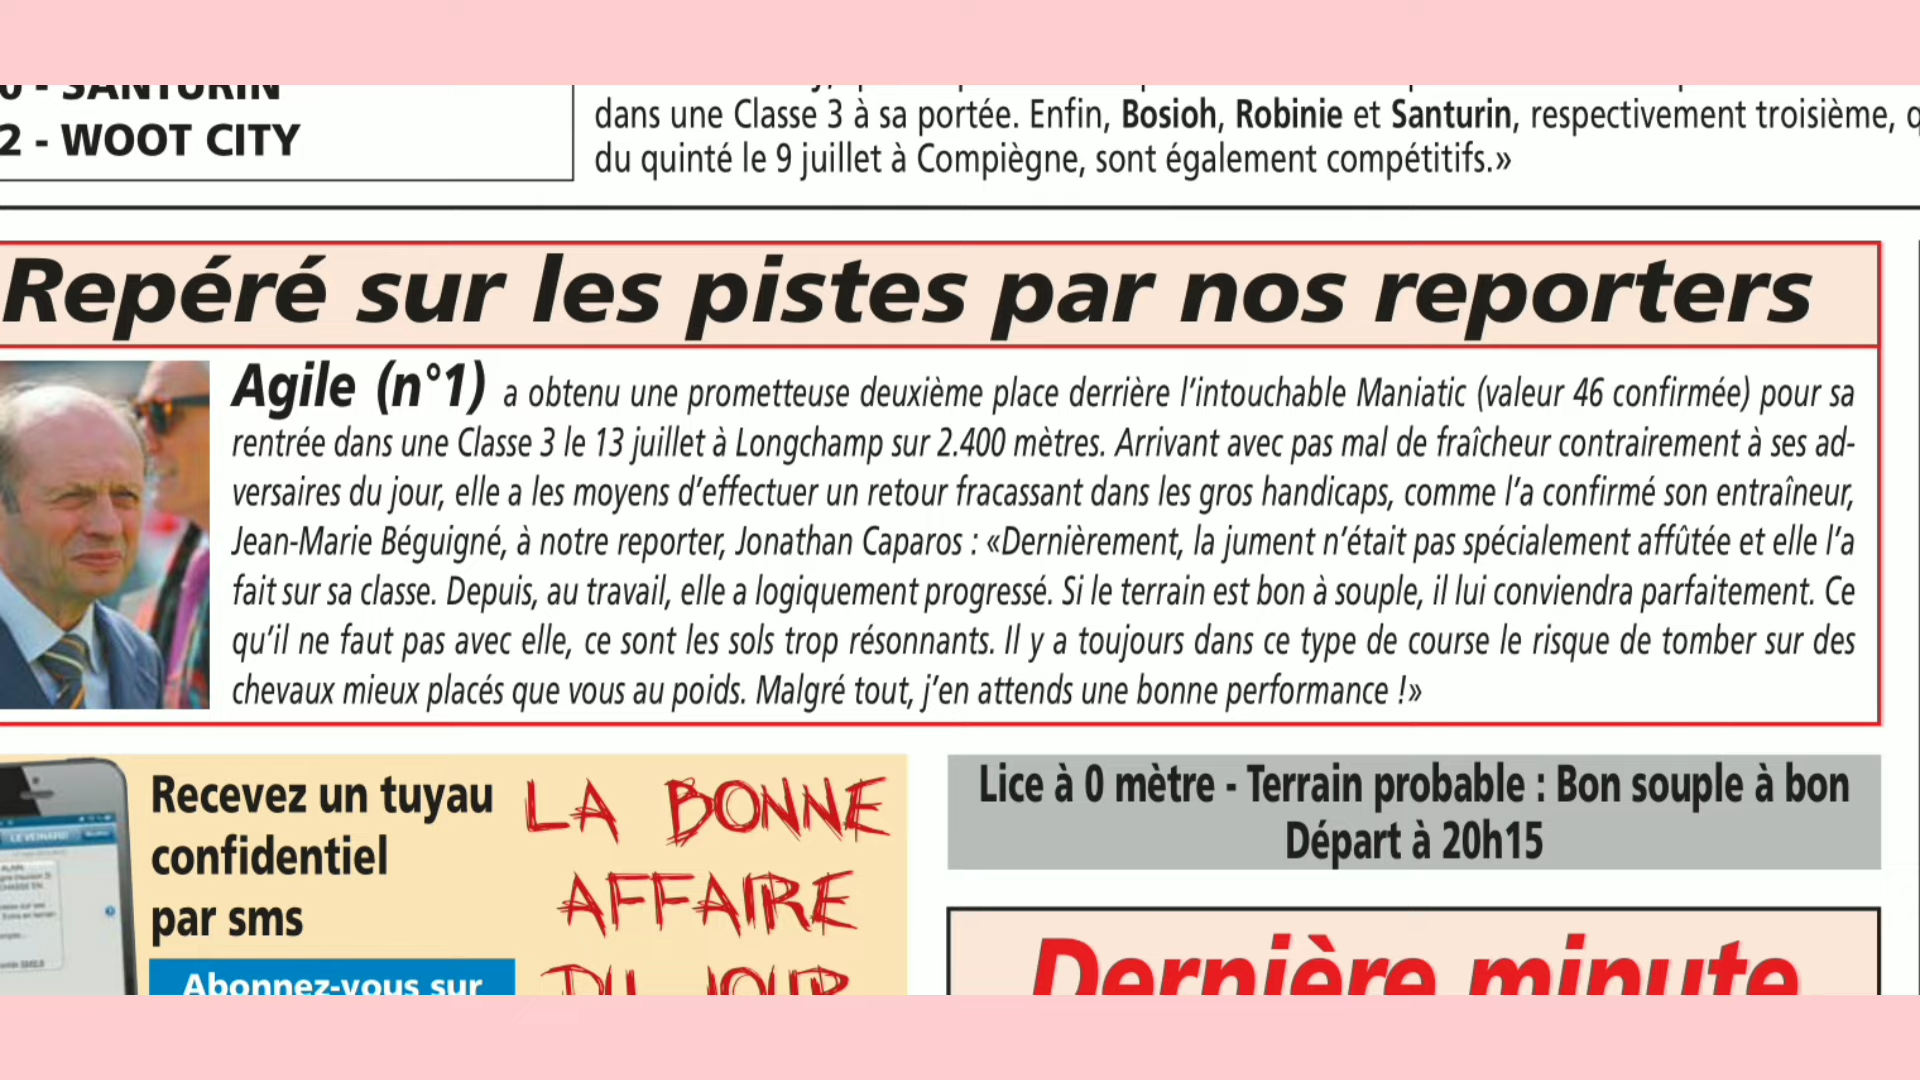 SANTURIN
2 - WOOT CITY
dans une Classe 3 à sa portée. Enfin, Bosioh, Robinie et Santurin, respectivement troisième,
du quinté le 9 juillet à Compiègne, sont également compétitifs.»
Repéré sur les pistes par nos reporters
Agile (n°1) a obtenu une prometteuse deuxième place derrière l'intouchable Maniatic (valeur 46 confirmée) pour sa
rentrée dans une Classe 3 le 13 juillet à Longchamp sur 2.400 mètres. Arrivant avec pas mal de fraîcheur contrairement à ses ad-
versaires du jour, elle a les moyens d'effectuer un retour fracassant dans les gros handicaps, comme l'a confirmé son entraîneur,
Jean-Marie Béguigné, à notre reporter, Jonathan Caparos : «Dernièrement, la jument n'était pas spécialement affûtée et elle l'a
fait sur sa classe. Depuis, au travail, elle a logiquement progressé. Si le terrain est bon à souple, il lui conviendra parfaitement. Ce
qu'il ne faut pas avec elle, ce sont les sols trop résonnants. Il y a toujours dans ce type de course le risque de tomber sur des
chevaux mieux placés que vous au poids. Malgré tout, j'en attends une bonne performance !»
Recevez un tuyau
confidentiel
par sms
Abonnez-vous sur
LA BONNE
AFFAIRE
DU JOUR
Lice à 0 mètre - Terrain probable : Bon souple à bon
Départ à 20h15
Dernière minute